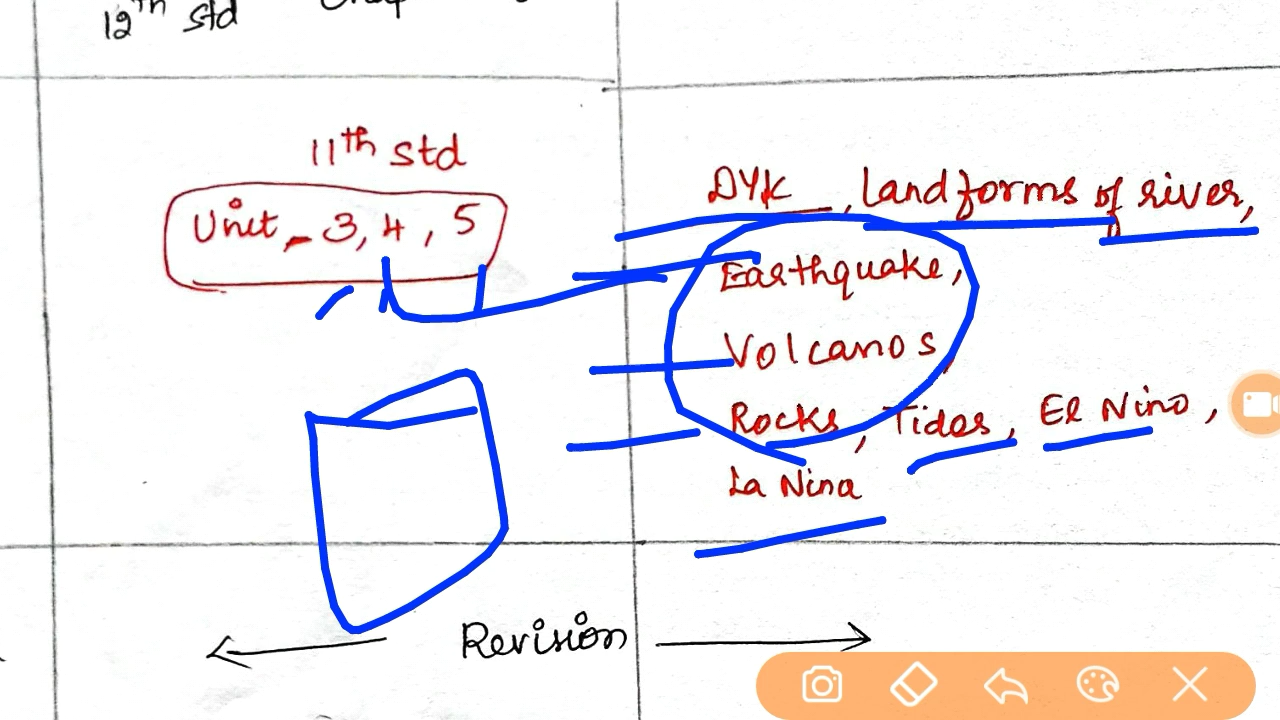 12th std
11th std
Unit - 3, 4, 5
DYK, landforms of river,
Earthquake,
Volcanos,
Rocks, Tides, El Nino,
La Nina
Revision